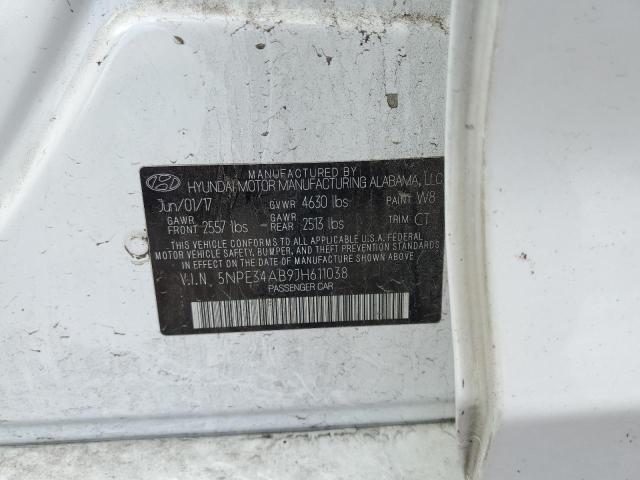 MANUFACTURED BY
HYUNDAI MOTOR MANUFACTURING ALABAMA, LLC
Jun/01/17 GVWR 4630 lbs PAINT W8
GAWR FRONT 2557 lbs GAWR REAR 2513 lbs TRIM CT
THIS VEHICLE CONFORMS TO ALL APPLICABLE U.S.A. FEDERAL
MOTOR VEHICLE SAFETY, BUMPER, AND THEFT PREVENTION STANDARDS
IN EFFECT ON THE DATE OF MANUFACTURE SHOWN ABOVE.
V.I.N. 5NPE34AB9JH611038
PASSENGER CAR